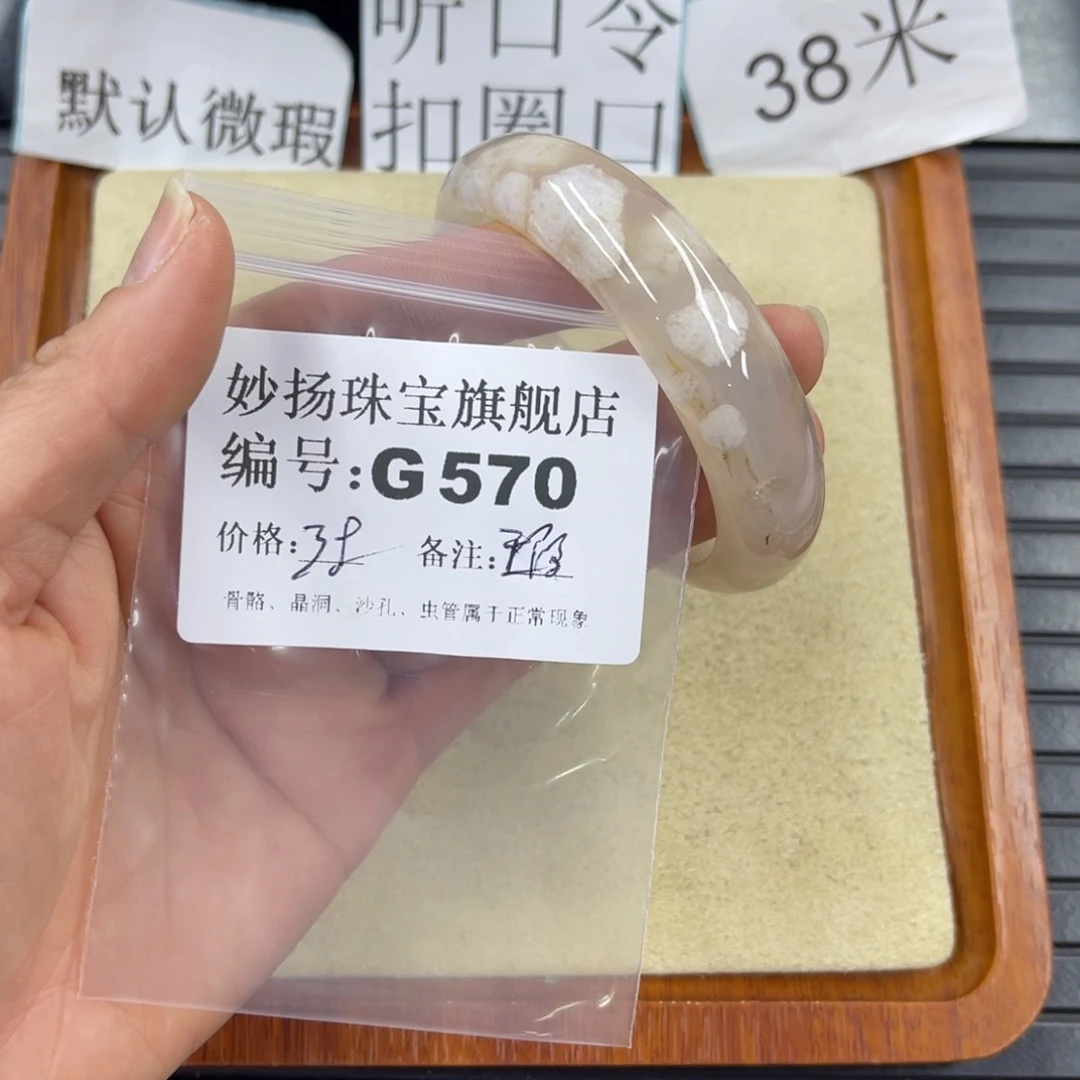 默认微瑕
听口令
扣圈口
38米
妙扬珠宝旗舰店
编号:G570
价格:38
备注:
骨骼、晶洞、沙孔、虫管属于正常现象